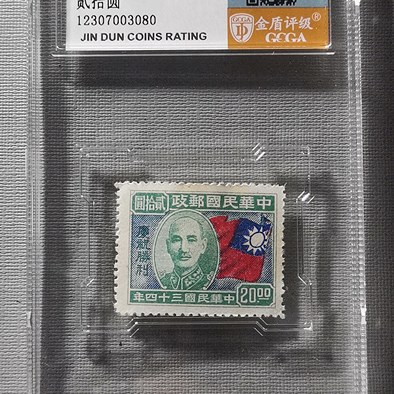 贰拾圆
12307003080
JIN DUN COINS RATING
金盾评级®
GCGA
政郵國民華中
圓拾貳
慶祝勝利
年四十三國民華中
20.00